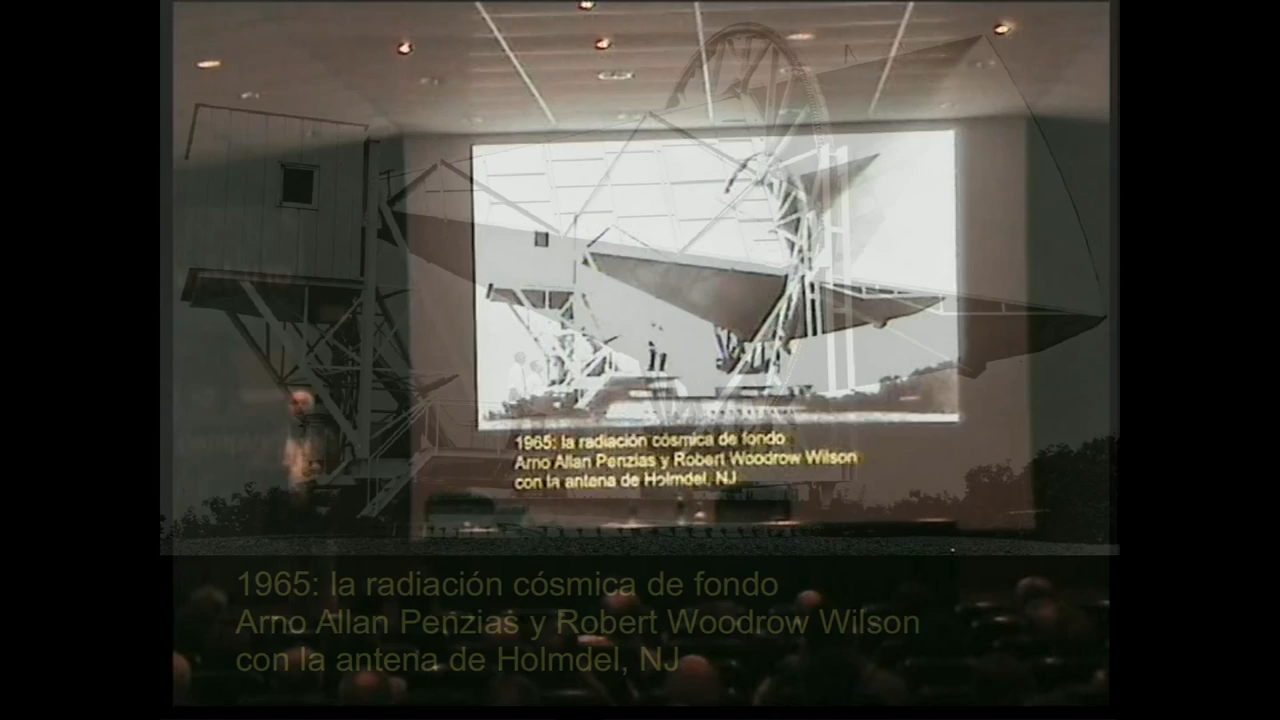 1965: la radiación cósmica de fondo
Arno Allan Penzias y Robert Woodrow Wilson
con la antena de Holmdel, NJ
1965: la radiación cósmica de fondo
Arno Allan Penzias y Robert Woodrow Wilson
con la antena de Holmdel, NJ